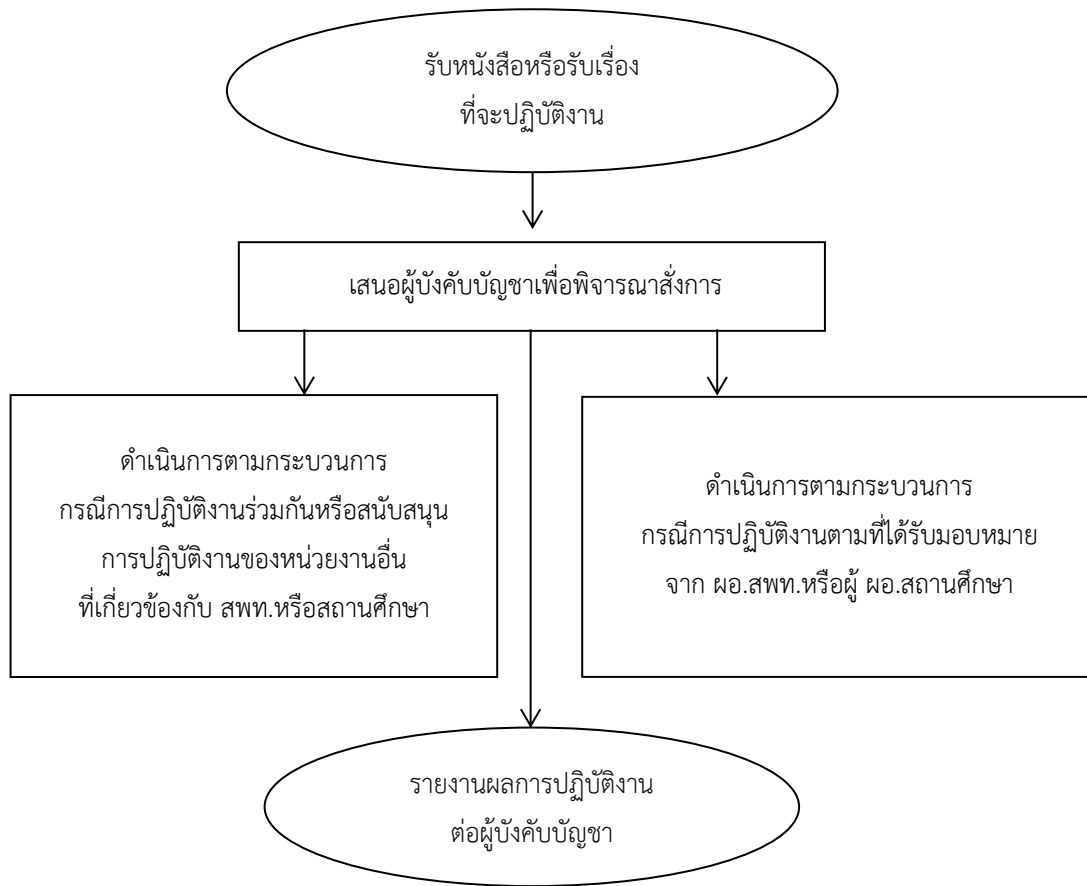 รับหนังสือหรือรับเรื่อง
ที่จะปฏิบัติงาน
เสนอผู้บังคับบัญชาเพื่อพิจารณาสั่งการ
ดำเนินการตามกระบวนการ
กรณีการปฏิบัติงานร่วมกันหรือสนับสนุน
การปฏิบัติงานของหน่วยงานอื่น
ที่เกี่ยวข้องกับ สพท.หรือสถานศึกษา
ดำเนินการตามกระบวนการ
กรณีการปฏิบัติงานตามที่ได้รับมอบหมาย
จาก ผอ.สพท.หรือผู้ ผอ.สถานศึกษา
รายงานผลการปฏิบัติงาน
ต่อผู้บังคับบัญชา